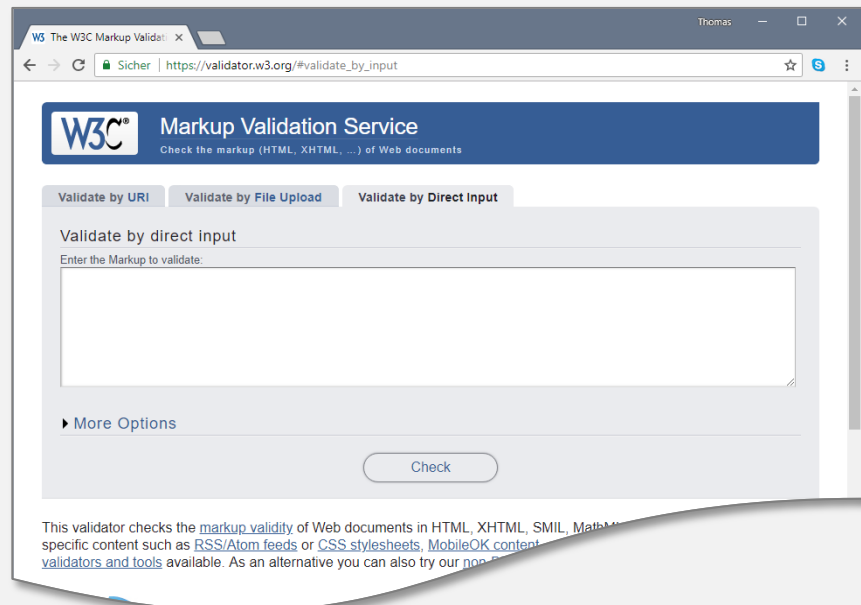 Thomas
W3 The W3C Markup Validati
Sicher | https://validator.w3.org/#validate_by_input
W3C® Markup Validation Service
Check the markup (HTML, XHTML, ...) of Web documents
Validate by URI Validate by File Upload Validate by Direct Input
Validate by direct input
Enter the Markup to validate:
More Options
Check
This validator checks the markup validity of Web documents in HTML, XHTML, SMIL,
specific content such as RSS/Atom feeds or CSS stylesheets, MobileOK content
validators and tools available. As an alternative you can also try our